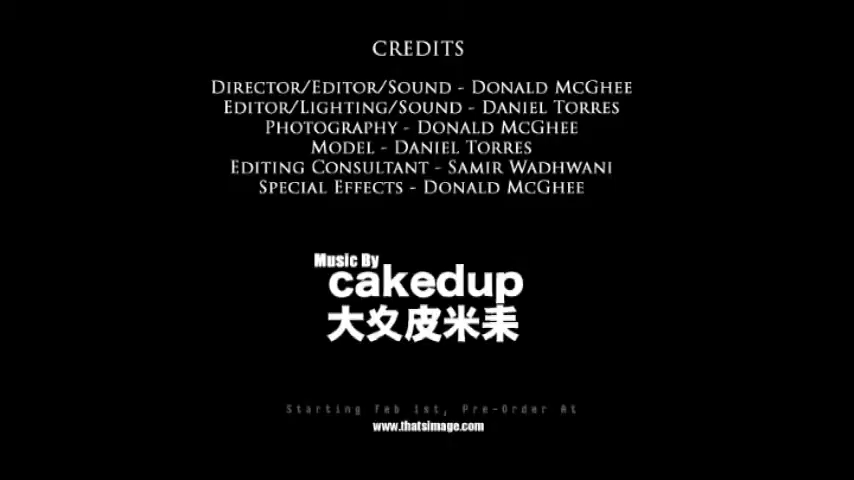 CREDITS
DIRECTOR/EDITOR/SOUND - DONALD MCGHEE
EDITOR/LIGHTING/SOUND - DANIEL TORRES
PHOTOGRAPHY - DONALD MCGHEE
MODEL - DANIEL TORRES
EDITING CONSULTANT - SAMIR WADHWANI
SPECIAL EFFECTS - DONALD MCGHEE
Music By
cakedup
大爻皮米耒
Starting Feb 1st, Pre-Order At
www.thatsimage.com